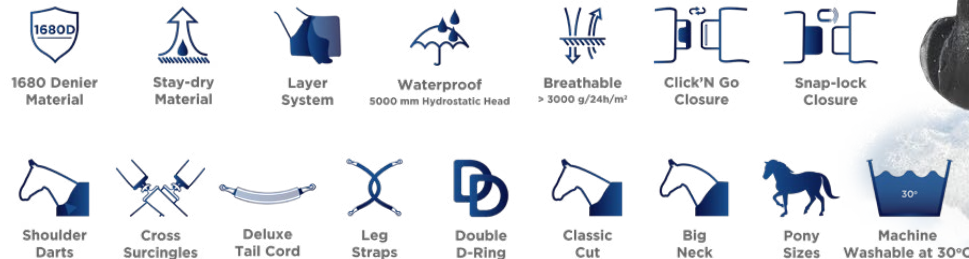 1680D
1680 Denier
Material
Stay-dry
Material
Layer
System
Waterproof
5000 mm Hydrostatic Head
Breathable
> 3000 g/24h/m²
Click'N Go
Closure
Snap-lock
Closure
Shoulder
Darts
Cross
Surcingles
Deluxe
Tail Cord
Leg
Straps
DD
Double
D-Ring
Classic
Cut
Big
Neck
Pony
Sizes
30°
Machine
Washable at 30°C